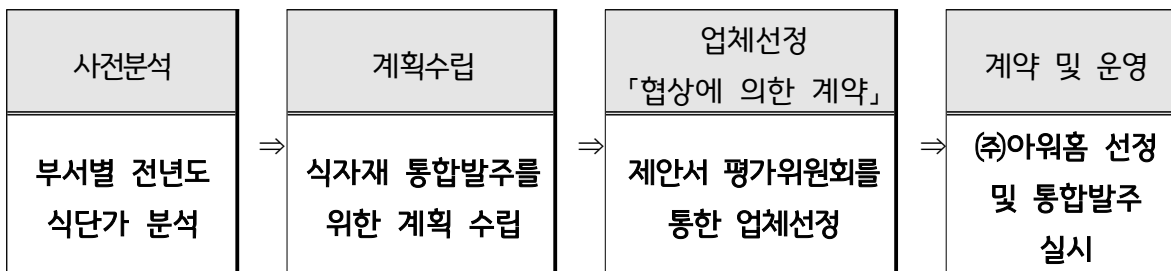 사전분석
부서별 전년도
식단가 분석
⇒
계획수립
식자재 통합발주를
위한 계획 수립
⇒
업체선정
「협상에 의한 계약」
제안서 평가위원회를
통한 업체선정
⇒
계약 및 운영
㈜아워홈 선정
및 통합발주
실시